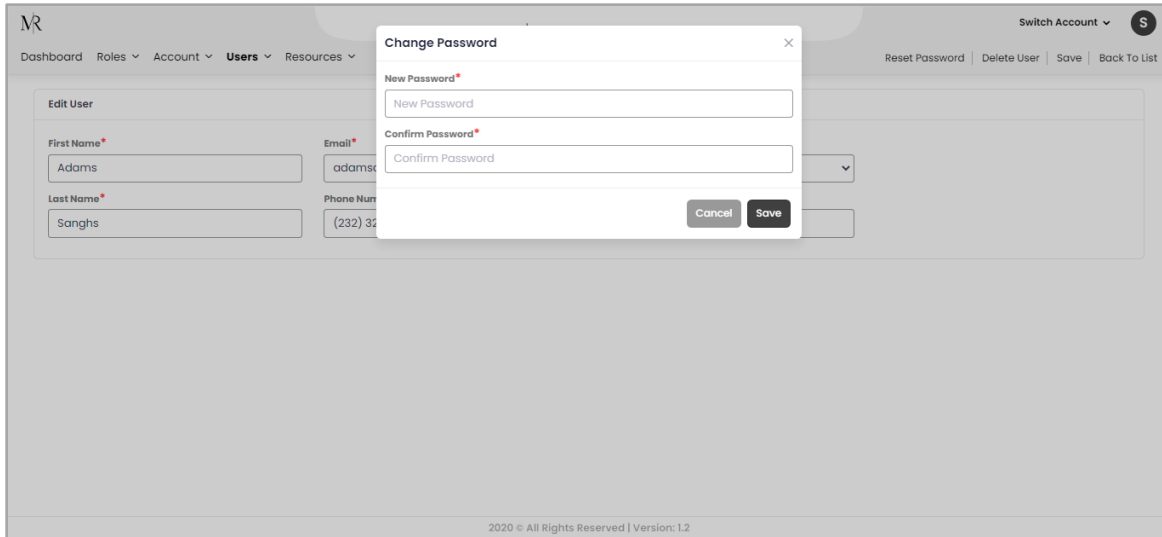 MR
Switch Account
S
Dashboard Roles Account Users Resources
Reset Password | Delete User | Save | Back To List
Change Password
New Password*
New Password
Confirm Password*
Confirm Password
Cancel Save
Edit User
First Name*
Adams
Email*
Last Name*
Sanghs
Phone
(232)
2020 © All Rights Reserved | Version: 1.2